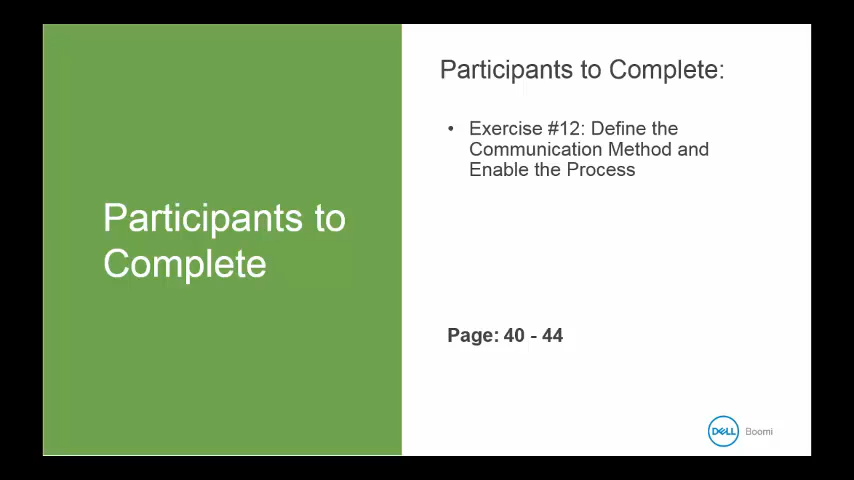 Participants to
Complete
Participants to Complete:
• Exercise #12: Define the
Communication Method and
Enable the Process
Page: 40 - 44
DELL Boomi